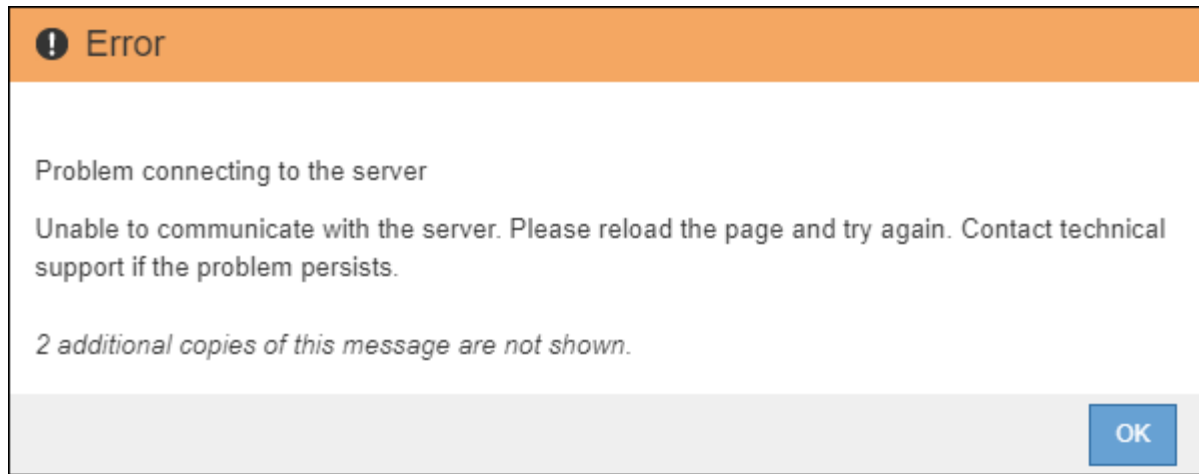 Error
Problem connecting to the server
Unable to communicate with the server. Please reload the page and try again. Contact technical
support if the problem persists.
2 additional copies of this message are not shown.
OK